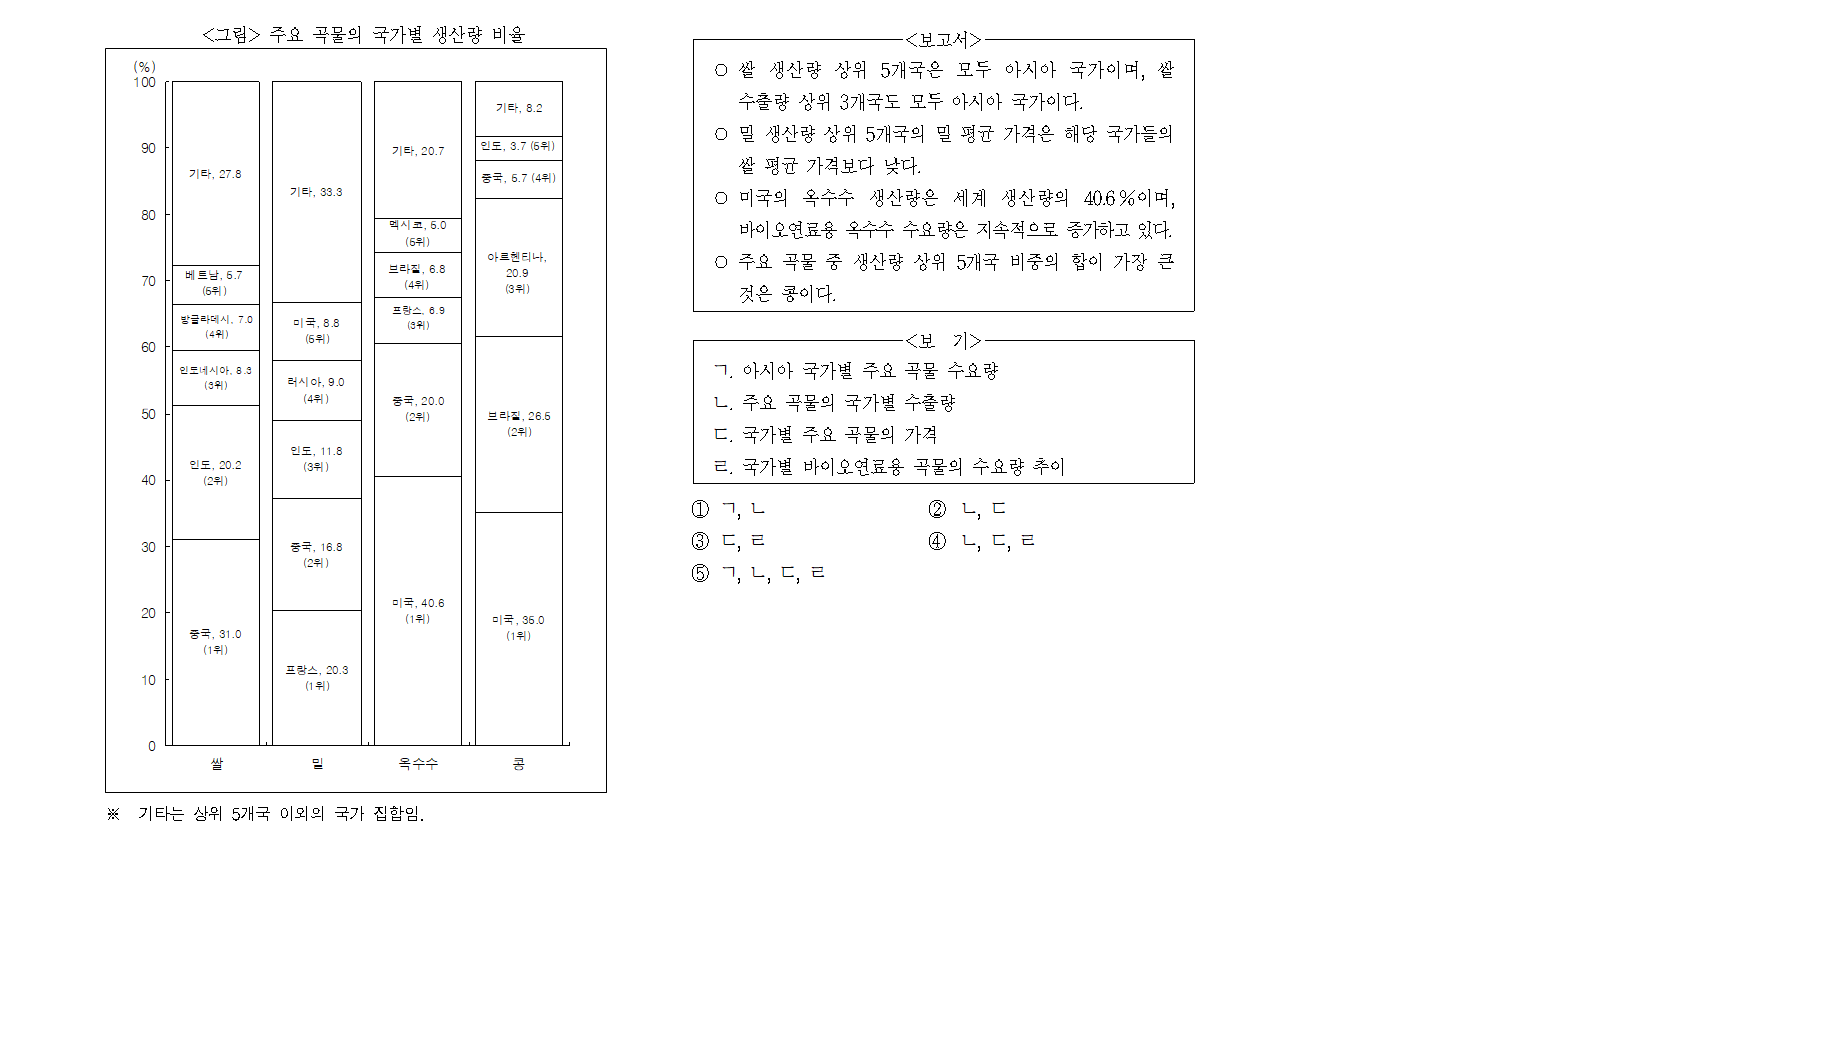 <그림> 주요 곡물의 국가별 생산량 비율
(%)
100
90
80
70
60
50
40
30
20
10
0
기타, 27.8
베트남, 5.7
(5위)
방글라데시, 7.0
(4위)
인도네시아, 8.3
(3위)
인도, 20.2
(2위)
중국, 31.0
(1위)
쌀
기타, 33.3
미국, 8.8
(5위)
러시아, 9.0
(4위)
인도, 11.8
(3위)
중국, 16.8
(2위)
프랑스, 20.3
(1위)
밀
기타, 20.7
멕시코, 5.0
(5위)
브라질, 6.8
(4위)
프랑스, 6.9
(3위)
중국, 20.0
(2위)
미국, 40.6
(1위)
옥수수
기타, 8.2
인도, 3.7 (5위)
중국, 5.7 (4위)
아르헨티나,
20.9
(3위)
브라질, 26.5
(2위)
미국, 35.0
(1위)
콩
※ 기타는 상위 5개국 이외의 국가 집합임.
<보고서>
○ 쌀 생산량 상위 5개국은 모두 아시아 국가이며, 쌀
수출량 상위 3개국도 모두 아시아 국가이다.
○ 밀 생산량 상위 5개국의 밀 평균 가격은 해당 국가들의
쌀 평균 가격보다 낮다.
○ 미국의 옥수수 생산량은 세계 생산량의 40.6%이며,
바이오연료용 옥수수 수요량은 지속적으로 증가하고 있다.
○ 주요 곡물 중 생산량 상위 5개국 비중의 합이 가장 큰
것은 콩이다.
<보 기>
ㄱ. 아시아 국가별 주요 곡물 수요량
ㄴ. 주요 곡물의 국가별 수출량
ㄷ. 국가별 주요 곡물의 가격
ㄹ. 국가별 바이오연료용 곡물의 수요량 추이
① ㄱ, ㄴ
② ㄴ, ㄷ
③ ㄷ, ㄹ
④ ㄴ, ㄷ, ㄹ
⑤ ㄱ, ㄴ, ㄷ, ㄹ